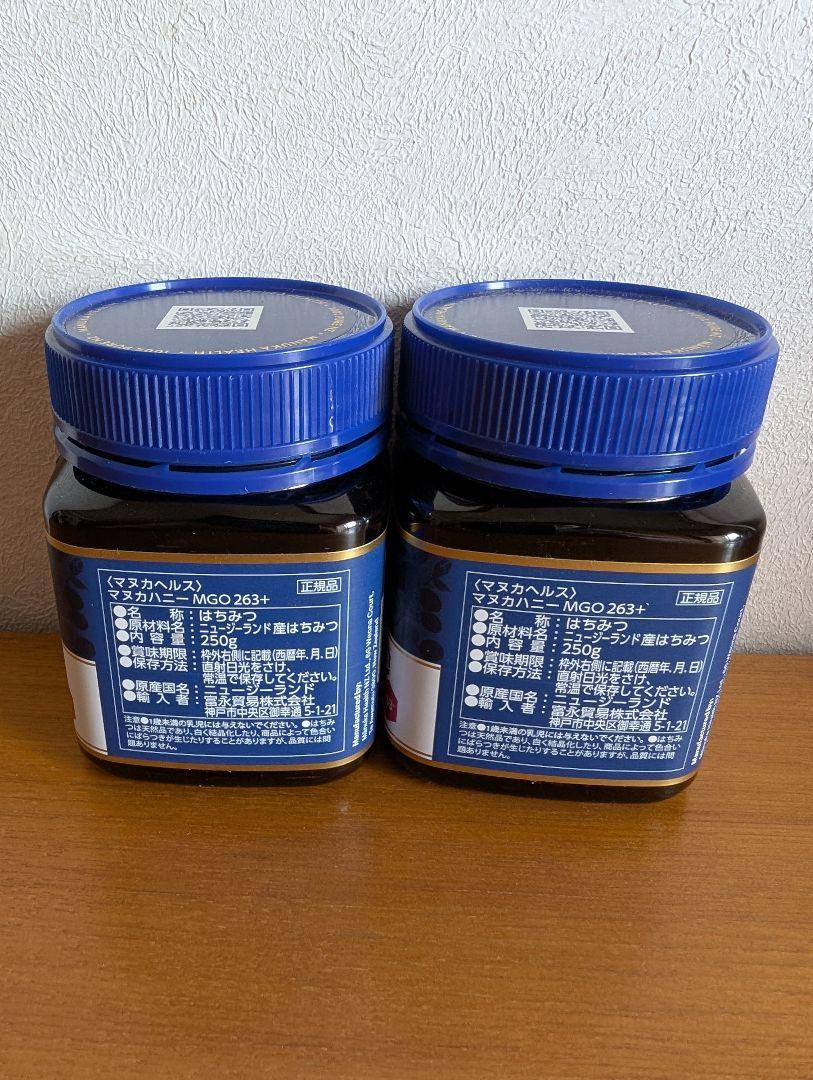 MANUKA HEALTH
〈マヌカヘルス〉
マヌカハニー MGO 263+
正規品
●名　　称：はちみつ
●原材料名：ニュージーランド産はちみつ
●内 容 量：250g
●賞味期限：枠外右側に記載(西暦年.月.日)
●保存方法：直射日光をさけ、
常温で保存してください。
●原産国名：ニュージーランド
●輸 入 者：富永貿易株式会社
神戸市中央区御幸通 5-1-21
注意●1歳未満の乳児には与えないでください。●はちみ
つは天然品であり、白く結晶化したり、商品によって色合い
にばらつきが生じたりすることがありますが、品質には問
題ありません。
Manufactured by:
Manuka Health NZ Ltd, 66 Weona Court,
New Zealand
〈マヌカヘルス〉
マヌカハニー MGO 263+
正規品
●名　　称：はちみつ
●原材料名：ニュージーランド産はちみつ
●内 容 量：250g
●賞味期限：枠外右側に記載(西暦年.月.日)
●保存方法：直射日光をさけ、
常温で保存してください。
●原産国名：ニュージーランド
●輸 入 者：富永貿易株式会社
神戸市中央区御幸通 5-1-21
注意●1歳未満の乳児には与えないでください。●はちみ
つは天然品であり、白く結晶化したり、商品によって色合い
にばらつきが生じたりすることがありますが、品質には問
題ありません。
Manufactured by: